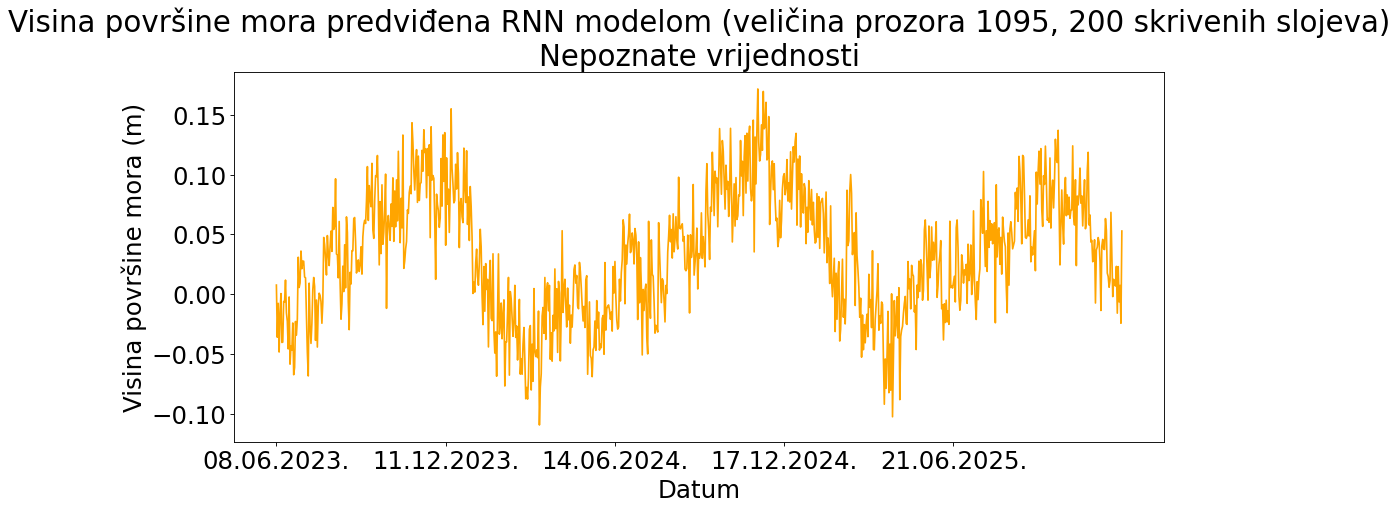 Visina površine mora predviđena RNN modelom (veličina prozora 1095, 200 skrivenih slojeva)
Nepoznate vrijednosti
Visina površine mora (m)
0.15
0.10
0.05
0.00
−0.05
−0.10
08.06.2023. 11.12.2023. 14.06.2024. 17.12.2024. 21.06.2025.
Datum